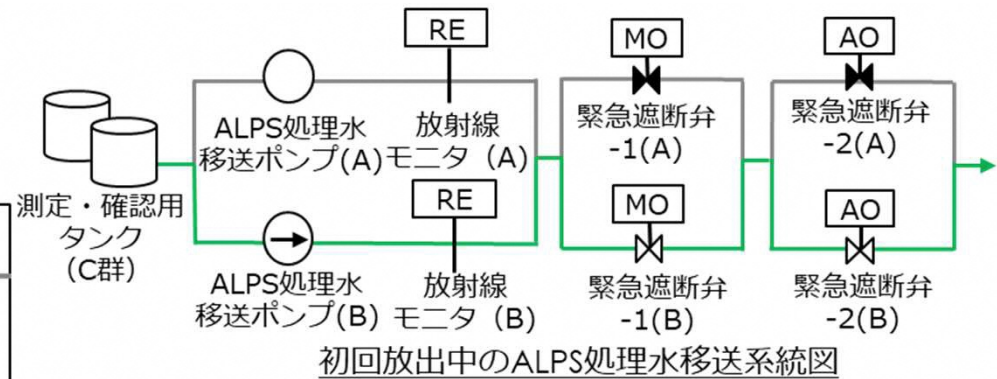 RE
MO
AO
ALPS処理水
移送ポンプ(A)
放射線
モニタ（A）
緊急遮断弁
-1(A)
緊急遮断弁
-2(A)
測定・確認用
タンク
（C群）
RE
MO
AO
ALPS処理水
移送ポンプ(B)
放射線
モニタ（B）
緊急遮断弁
-1(B)
緊急遮断弁
-2(B)
初回放出中のALPS処理水移送系統図